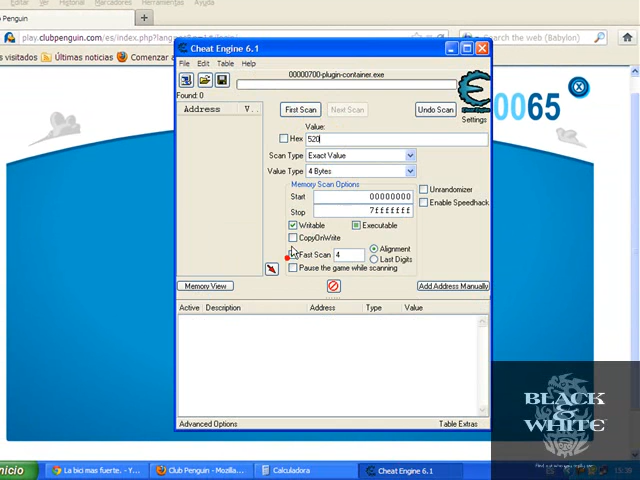 Editar Ver Historial Marcadores Herramientas Ayuda
Penguin
play.clubpenguin.com/es/index.php?
Search the web (Babylon)
visitados Últimas noticias Comenzar a
0065
Cheat Engine 6.1
File Edit Table Help
00000700-plugin-container.exe
Found: 0
Address V...
First Scan Next Scan Undo Scan
Settings
Value:
Hex 520
Scan Type Exact Value
Value Type 4 Bytes
Memory Scan Options
Start 00000000
Stop 7fffffff
Unrandomizer
Enable Speedhack
Writable Executable
CopyOnWrite
Fast Scan 4 Alignment
Last Digits
Pause the game while scanning
Memory View Add Address Manually
Active Description Address Type Value
Advanced Options Table Extras
BLACK
&
WHITE
nicio La bici mas fuerte. - Y... Club Penguin - Mozilla... Calculadora Cheat Engine 6.1 15:30